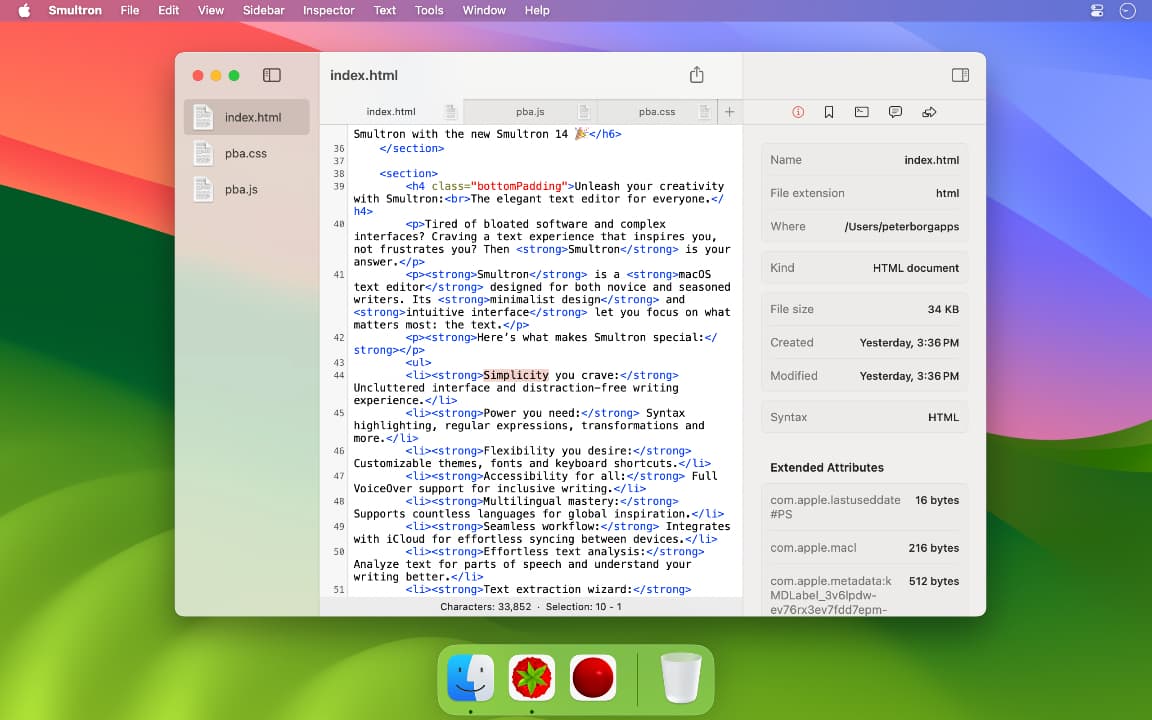 Smultron File Edit View Sidebar Inspector Text Tools Window Help
index.html
index.html
pba.css
pba.js
index.html pba.js pba.css
Smultron with the new Smultron 14 🎉</h6>
36 </section>
37
38 <section>
39 <h4 class="bottomPadding">Unleash your creativity
with Smultron:<br>The elegant text editor for everyone.</
h4>
40 <p>Tired of bloated software and complex
interfaces? Craving a text experience that inspires you,
not frustrates you? Then <strong>Smultron</strong> is your
answer.</p>
41 <p><strong>Smultron</strong> is a <strong>macOS
text editor</strong> designed for both novice and seasoned
writers. Its <strong>minimalist design</strong> and
<strong>intuitive interface</strong> let you focus on what
matters most: the text.</p>
42 <p><strong>Here's what makes Smultron special:</
strong></p>
43 <ul>
44 <li><strong>Simplicity you crave:</strong>
Uncluttered interface and distraction-free writing
experience.</li>
45 <li><strong>Power you need:</strong> Syntax
highlighting, regular expressions, transformations and
more.</li>
46 <li><strong>Flexibility you desire:</strong>
Customizable themes, fonts and keyboard shortcuts.</li>
47 <li><strong>Accessibility for all:</strong> Full
VoiceOver support for inclusive writing.</li>
48 <li><strong>Multilingual mastery:</strong>
Supports countless languages for global inspiration.</li>
49 <li><strong>Seamless workflow:</strong> Integrates
with iCloud for effortless syncing between devices.</li>
50 <li><strong>Effortless text analysis:</strong>
Analyze text for parts of speech and understand your
writing better.</li>
51 <li><strong>Text extraction wizard:</strong>
Characters: 33,852 · Selection: 10 - 1
Name index.html
File extension html
Where /Users/peterborgapps
Kind HTML document
File size 34 KB
Created Yesterday, 3:36 PM
Modified Yesterday, 3:36 PM
Syntax HTML
Extended Attributes
com.apple.lastuseddate 16 bytes
#PS
com.apple.macl 216 bytes
com.apple.metadata:k 512 bytes
MDLabel_3v6lpdw-
ev76rx3ev7fdd7epm-